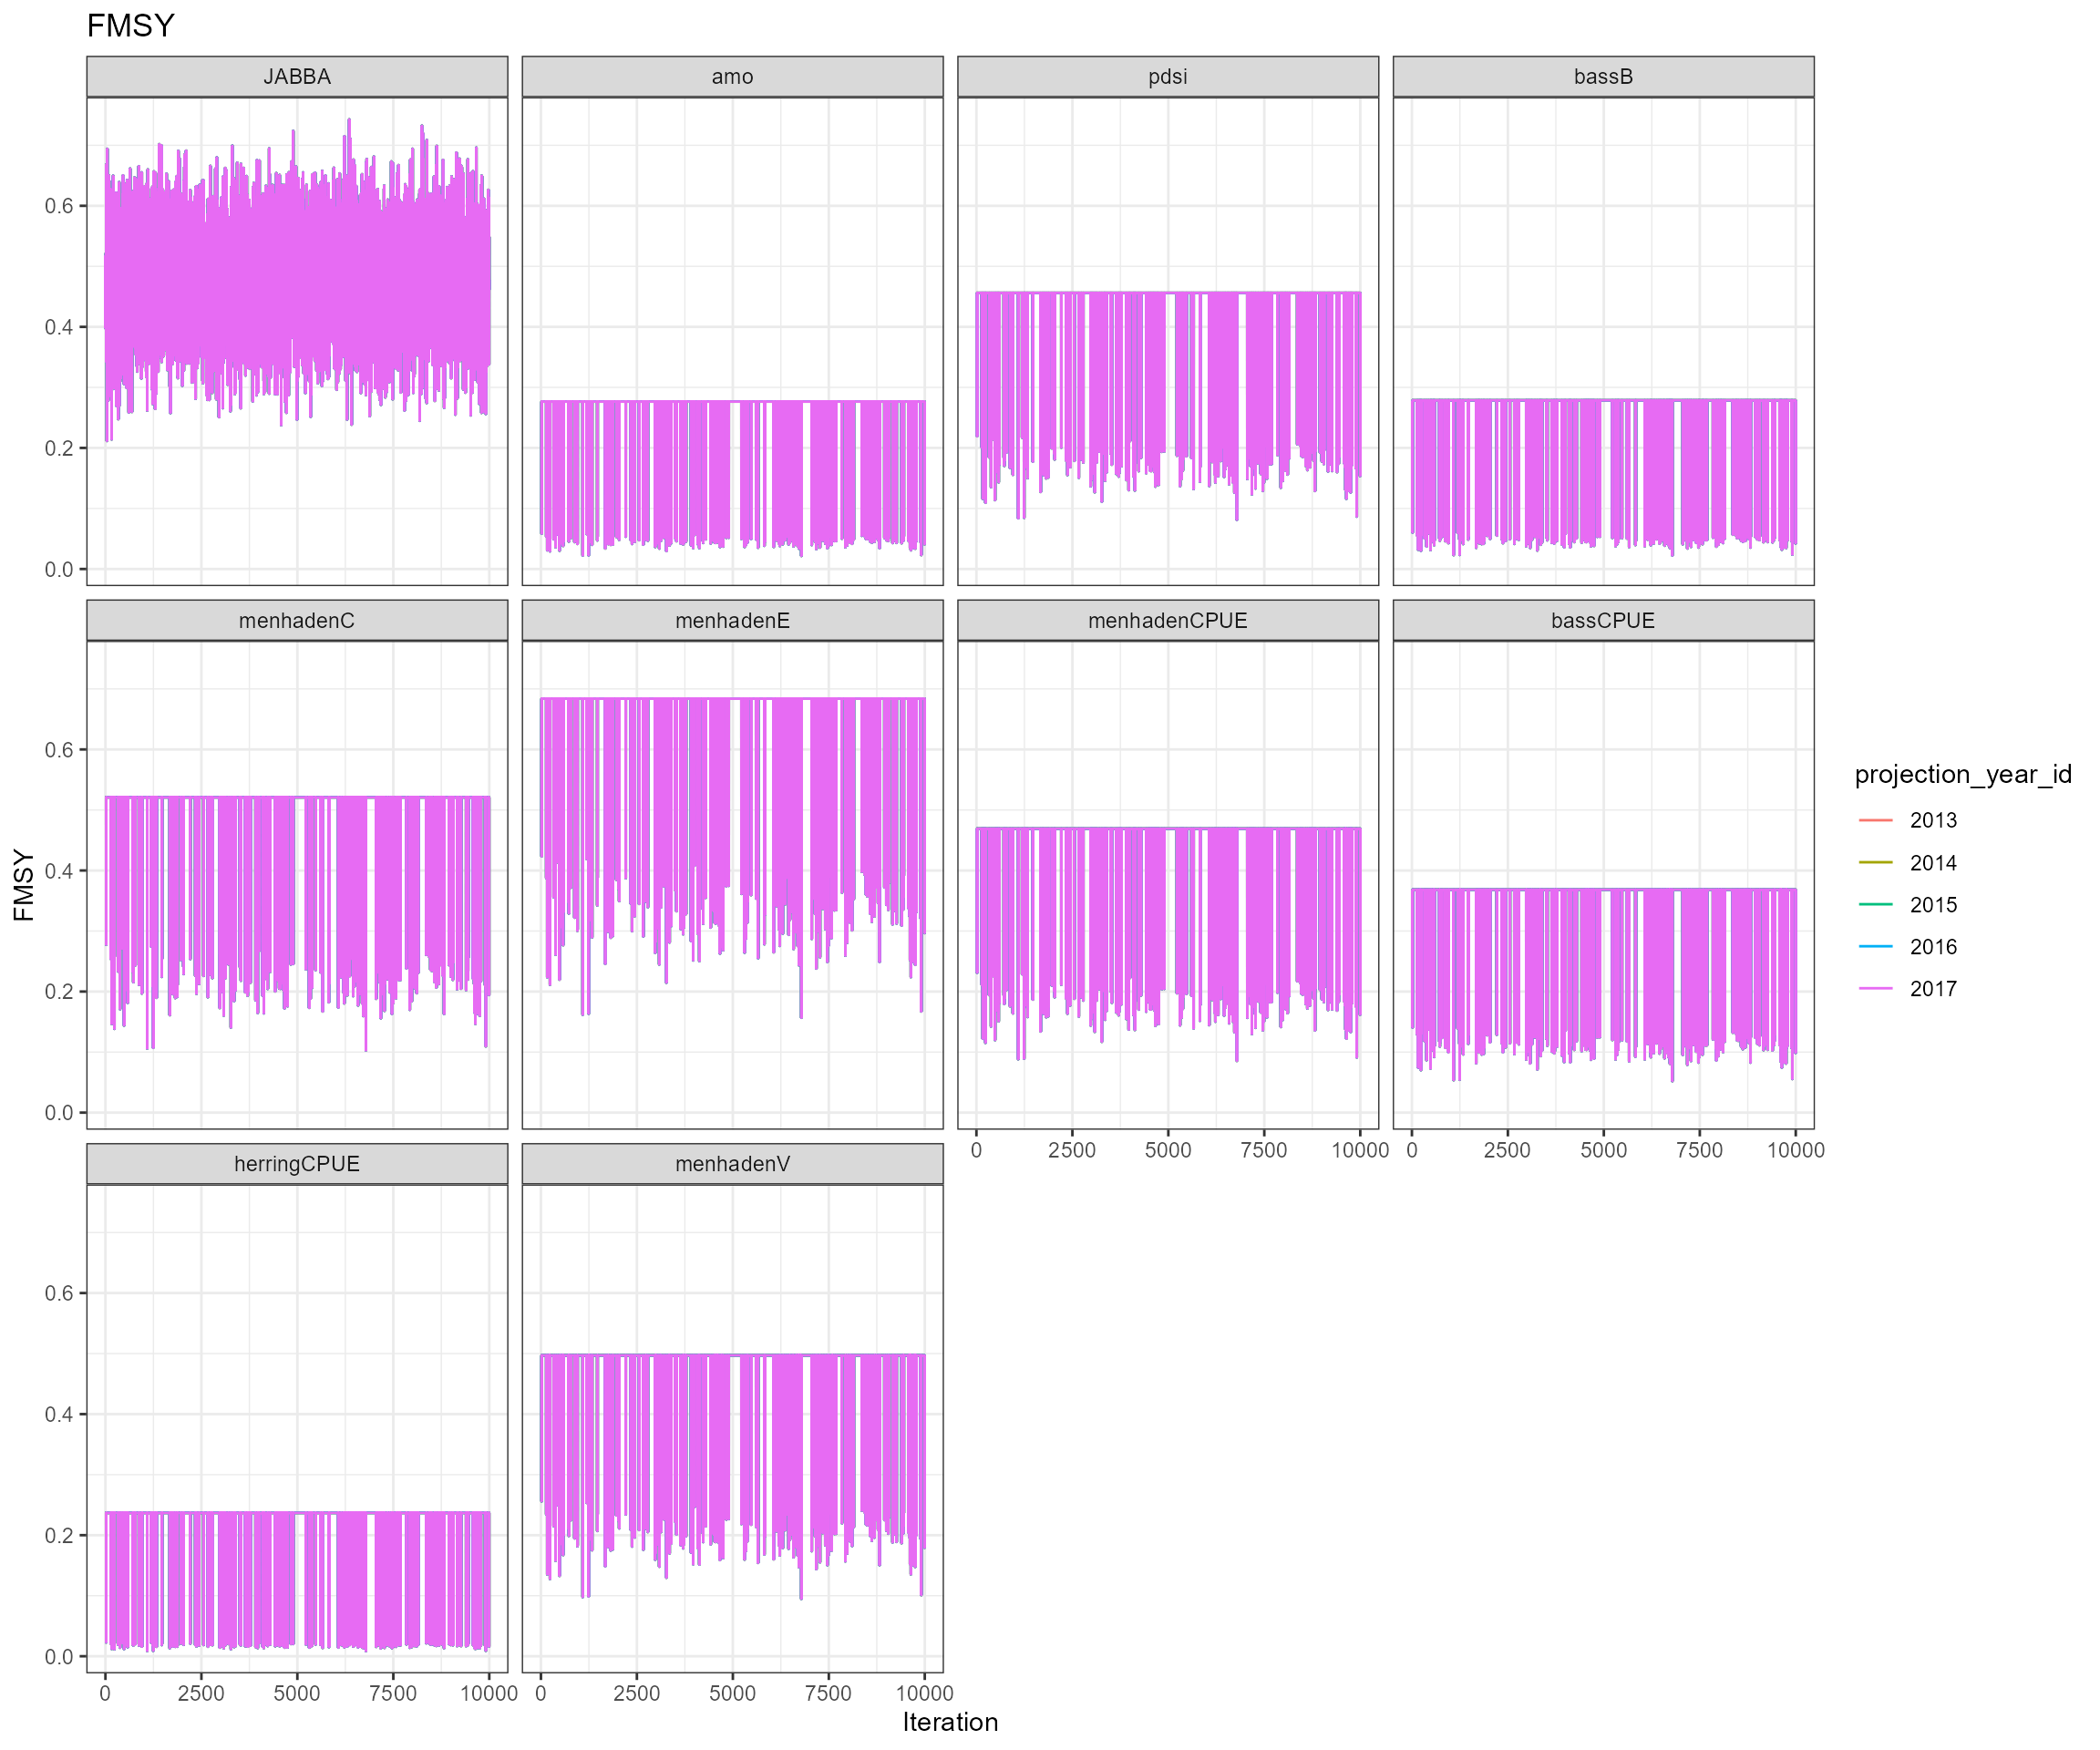 FMSY
JABBA amo pdsi bassB
0.6
0.4
0.2
0.0
menhadenC menhadenE menhadenCPUE bassCPUE
0.6
0.4
0.2
0.0
0 2500 5000 7500 10000 0 2500 5000 7500 10000
herringCPUE menhadenV
0.6
0.4
0.2
0.0
0 2500 5000 7500 10000 0 2500 5000 7500 10000
Iteration
FMSY
projection_year_id
2013
2014
2015
2016
2017